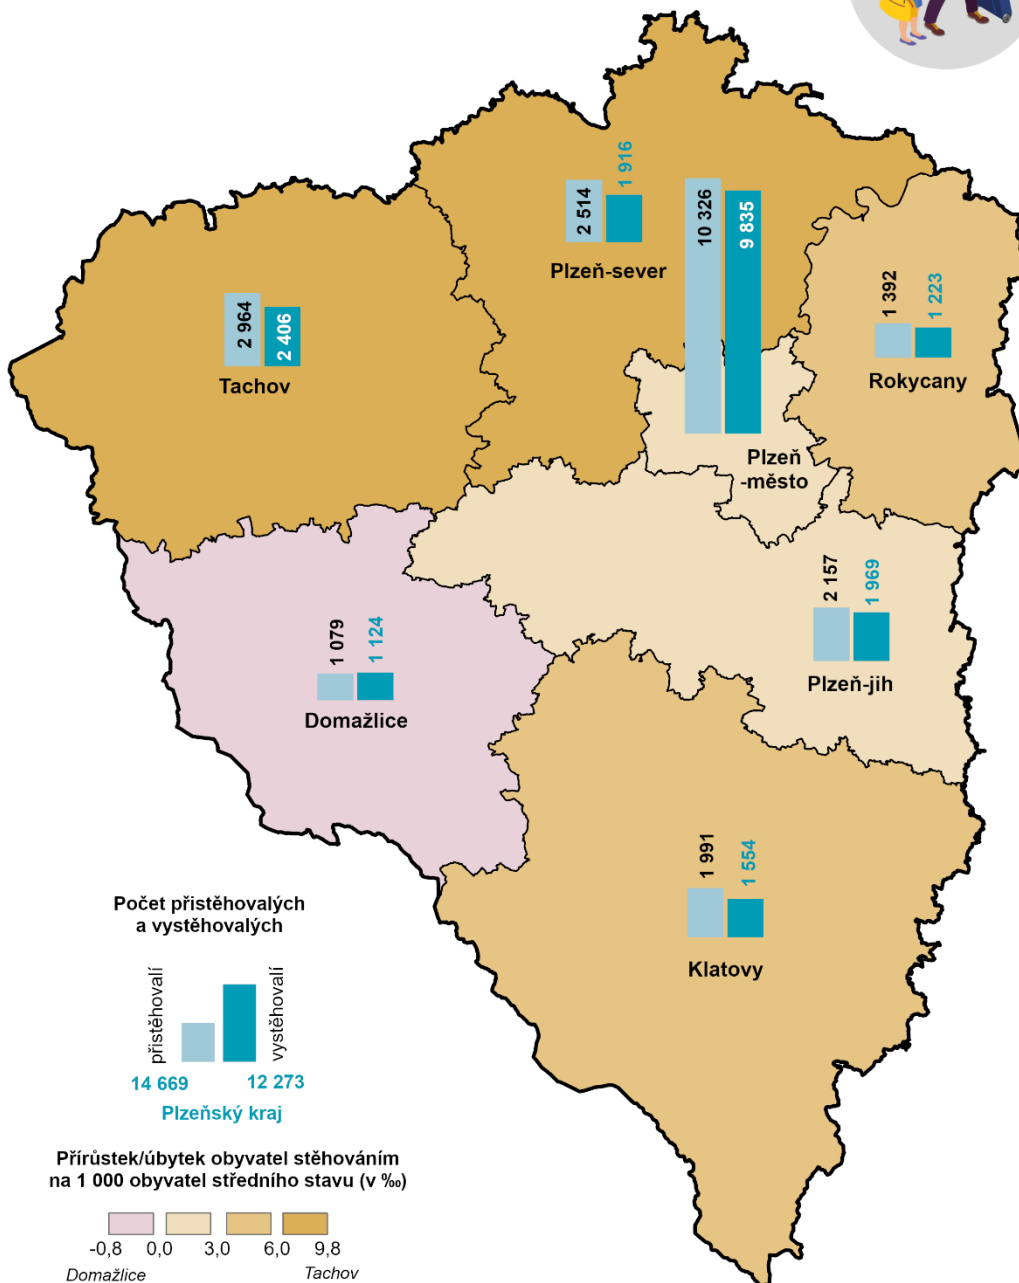 1 916
2 514
10 326
9 835
Plzeň-sever
1 392
1 223
2 964
2 406
Tachov
Rokycany
Plzeň
-město
2 157
1 969
1 079
1 124
Plzeň-jih
Domažlice
1 991
1 554
Klatovy
Počet přistěhovalých
a vystěhovalých
přistěhovalí
vystěhovalí
14 669
12 273
Plzeňský kraj
Přírůstek/úbytek obyvatel stěhováním
na 1 000 obyvatel středního stavu (v ‰)
-0,8 0,0 3,0 6,0 9,8
Domažlice
Tachov